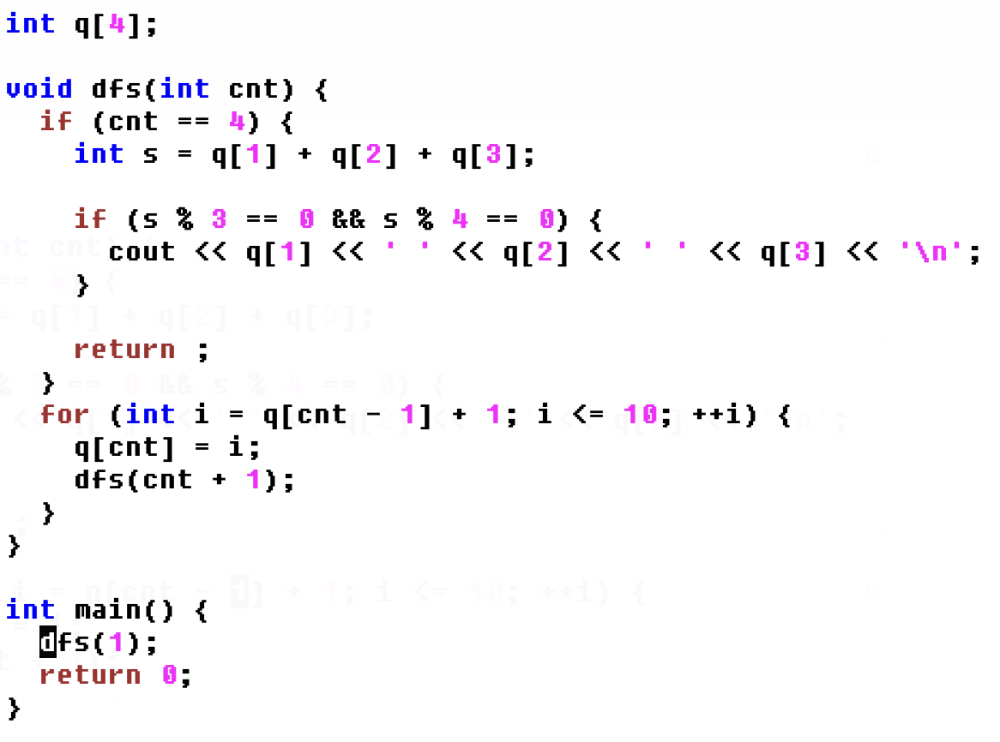 int q[4];
void dfs(int cnt) {
if (cnt == 4) {
int s = q[1] + q[2] + q[3];
if (s % 3 == 0 && s % 4 == 0) {
cout << q[1] << ' ' << q[2] << ' ' << q[3] << '\n';
}
return ;
}
for (int i = q[cnt - 1] + 1; i <= 10; ++i) {
q[cnt] = i;
dfs(cnt + 1);
}
}
int main() {
dfs(1);
return 0;
}